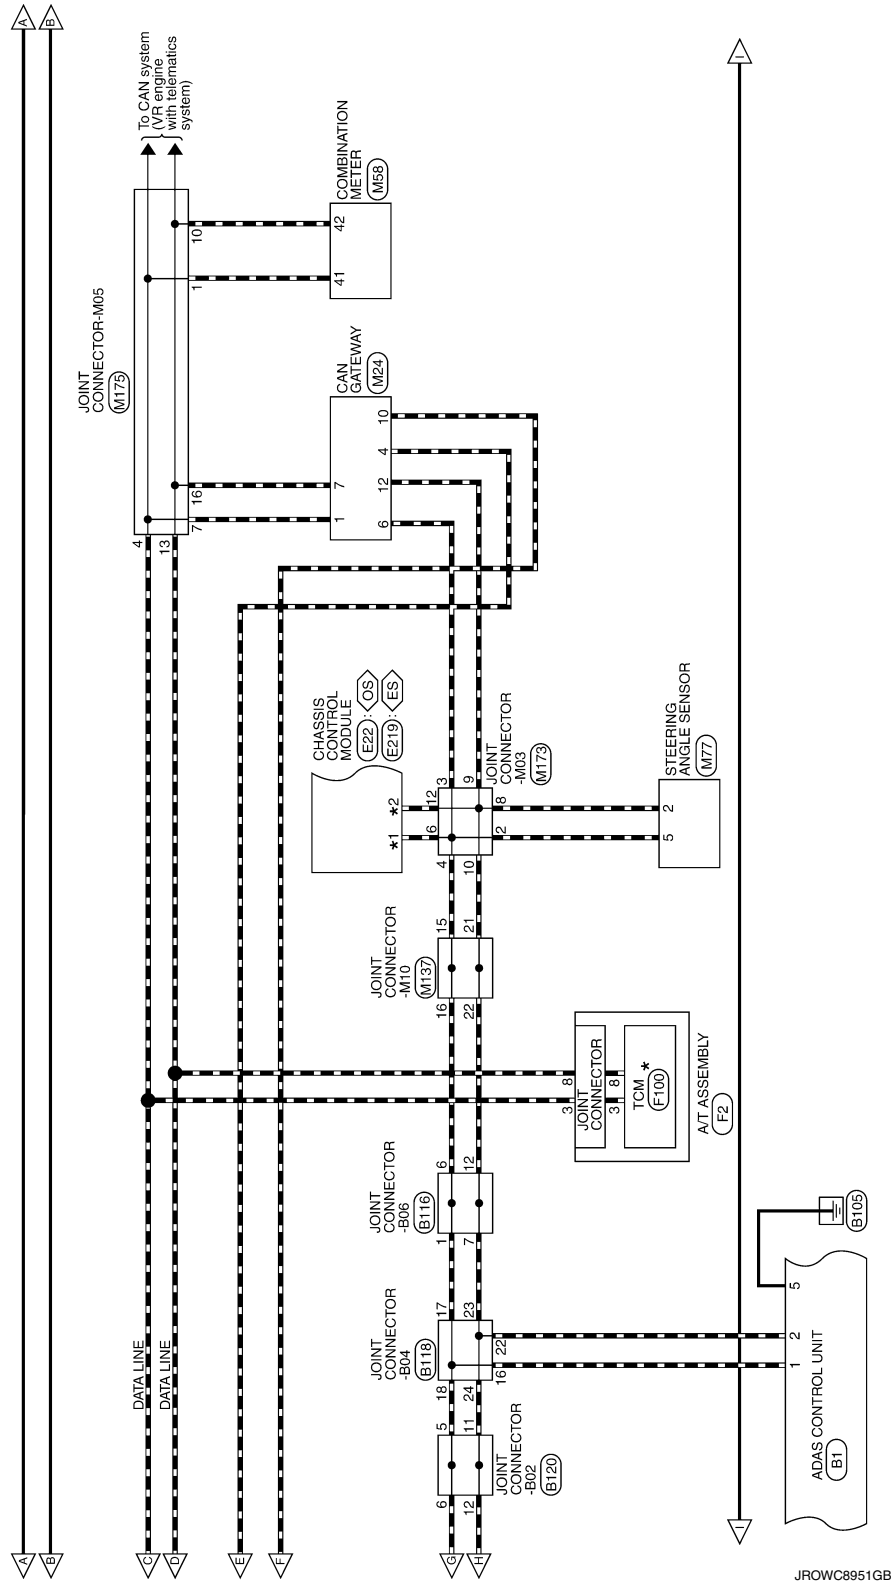 A
B
To CAN system
(VR engine
with telematics
system)
JOINT
CONNECTOR-M05
M175
10
1
16
7
4
13
COMBINATION
METER
M58
42
41
CAN
GATEWAY
M24
7
1
10
4
12
6
CHASSIS
CONTROL
MODULE
E22 : OS
E219 : ES
*2
*1
12
6
3
9
8
2
4
10
JOINT
CONNECTOR
-M03
M173
STEERING
ANGLE SENSOR
M77
2
5
JOINT
CONNECTOR
-M10
M137
15
21
16
22
8
3
JOINT
CONNECTOR
8
3
TCM *
F100
A/T ASSEMBLY
F2
JOINT
CONNECTOR
-B06
B116
6
12
1
7
JOINT
CONNECTOR
-B04
B118
17
23
22
16
18
24
JOINT
CONNECTOR
-B02
B120
5
11
6
12
DATA LINE
DATA LINE
B105
5
2
1
ADAS CONTROL UNIT
B1
I
I
A
B
C
D
E
F
G
H
JROWC8951GB